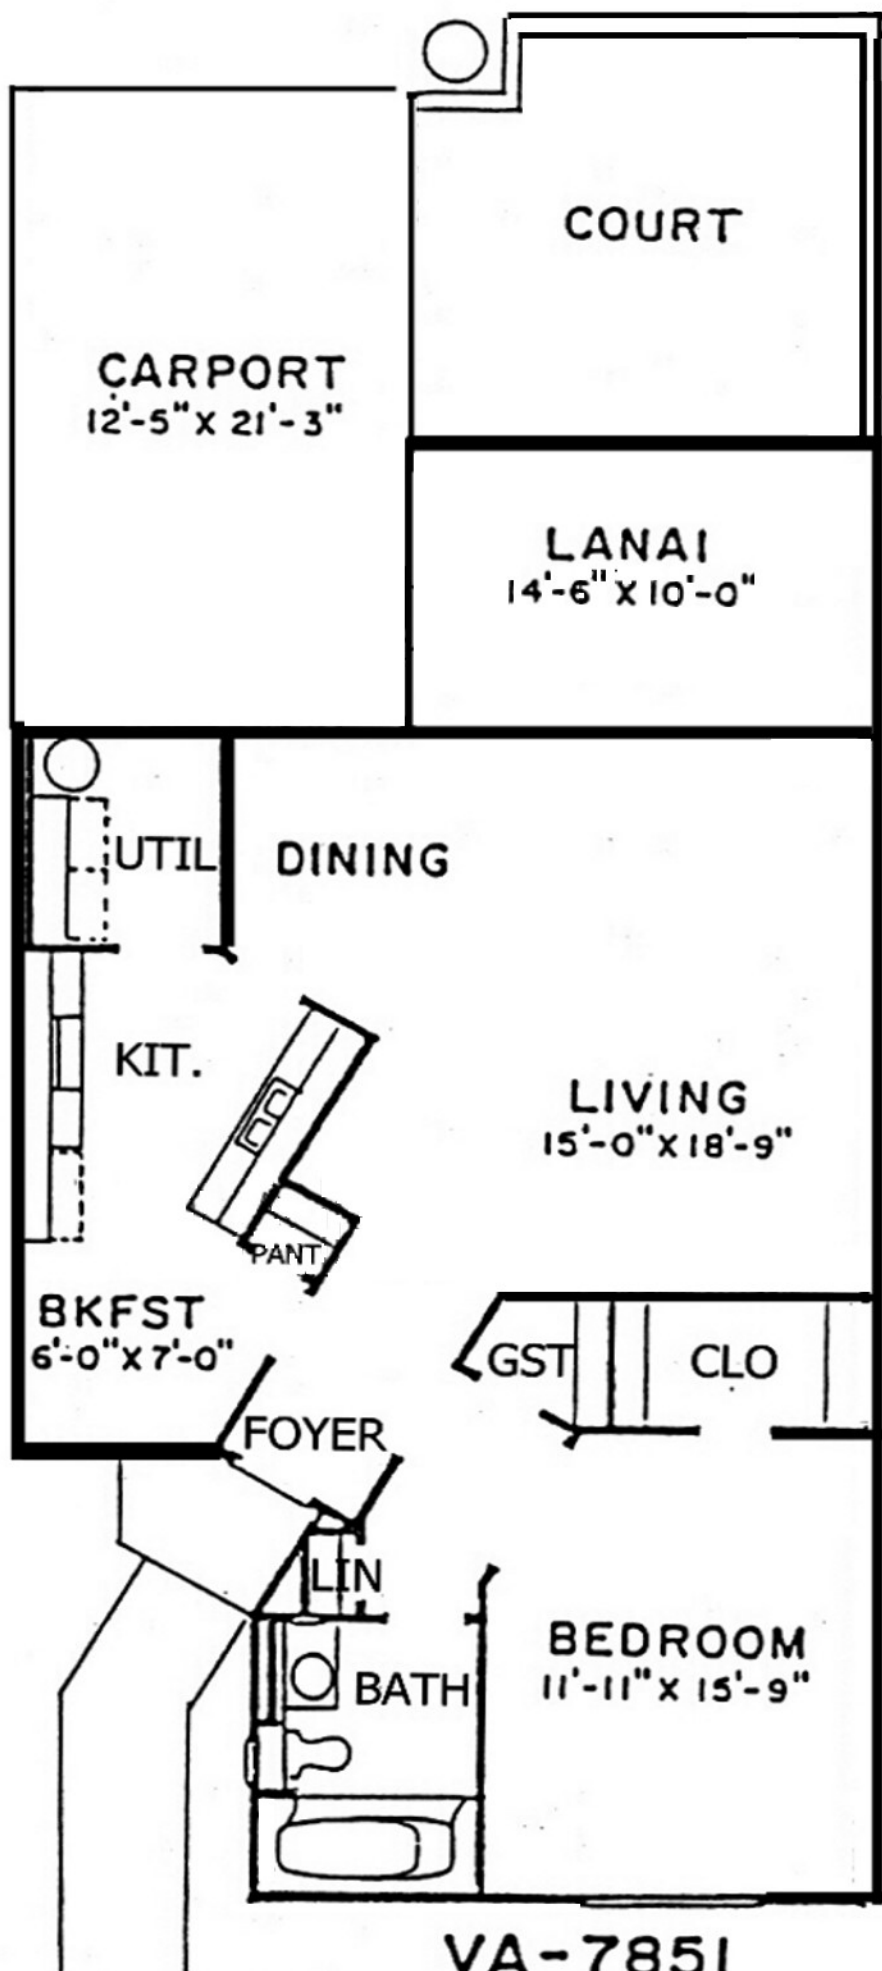 COURT
CARPORT
12'-5" X 21'-3"
LANAI
14'-6" X 10'-0"
UTIL
DINING
KIT.
LIVING
15'-0" X 18'-9"
PANT
BKFST
6'-0" X 7'-0"
GST
CLO
FOYER
LIN
BEDROOM
11'-11" X 15'-9"
BATH
VA-7851